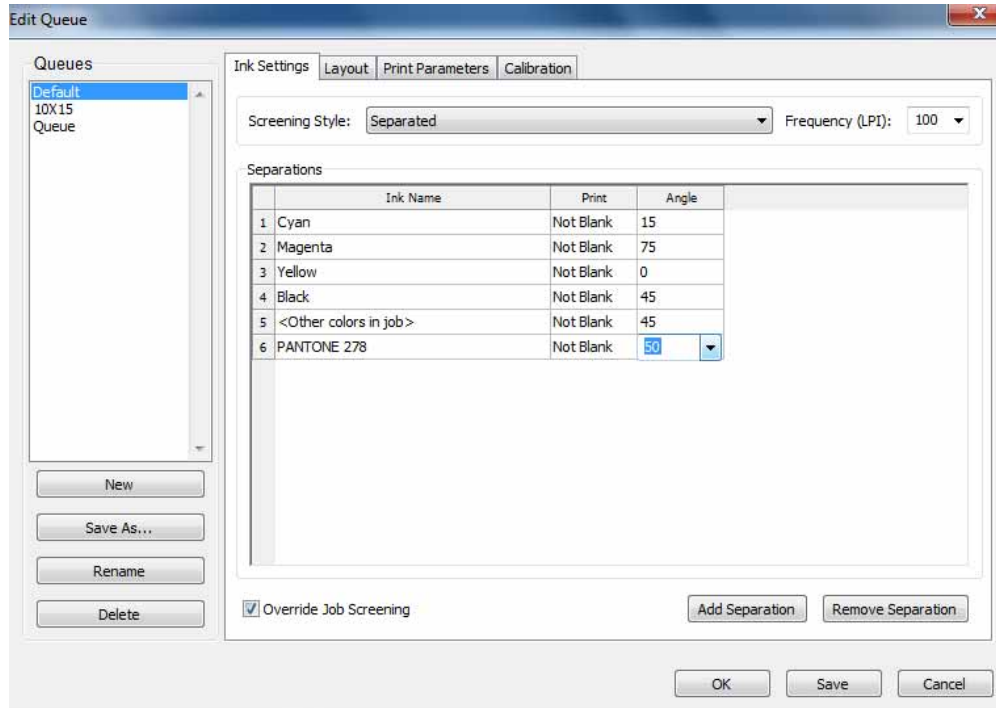 Edit Queue
X
Queues
Default
10X15
Queue
New
Save As...
Rename
Delete
Ink Settings Layout Print Parameters Calibration
Screening Style: Separated Frequency (LPI): 100
Separations
Ink Name Print Angle
1 Cyan Not Blank 15
2 Magenta Not Blank 75
3 Yellow Not Blank 0
4 Black Not Blank 45
5 <Other colors in job> Not Blank 45
6 PANTONE 278 Not Blank 50
Override Job Screening Add Separation Remove Separation
OK Save Cancel